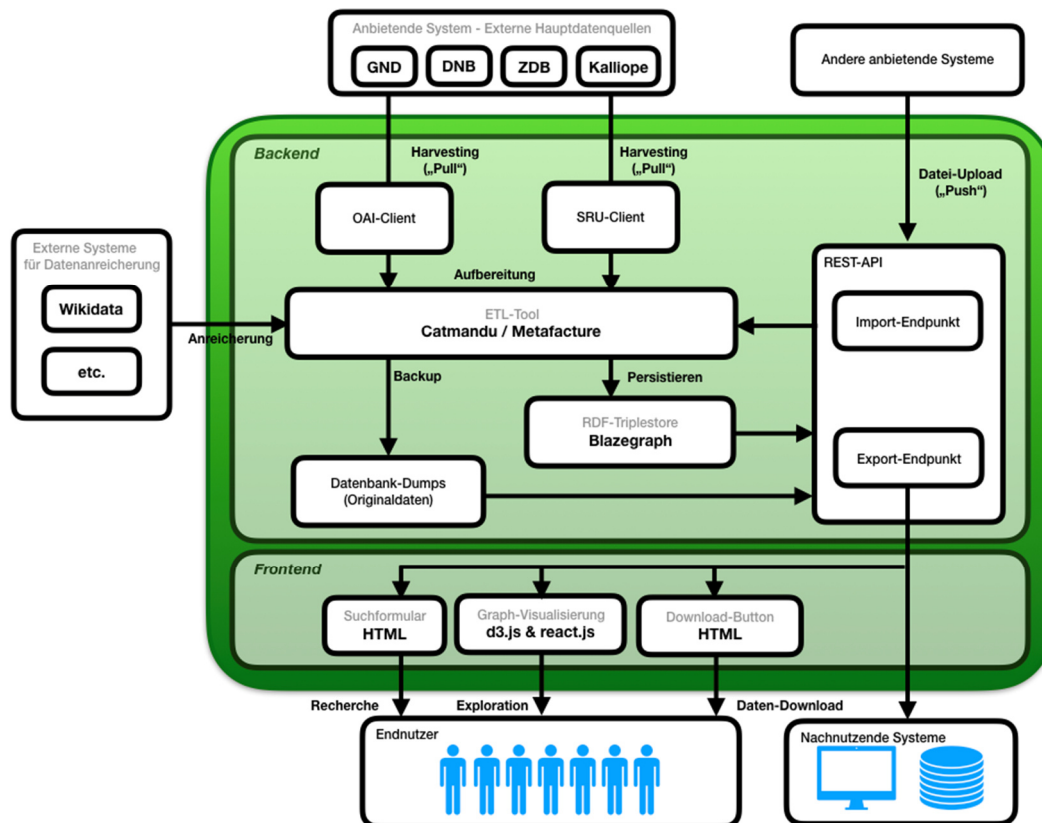 Anbietende System - Externe Hauptdatenquellen
GND
DNB
ZDB
Kalliope
Andere anbietende Systeme
Backend
Harvesting
(„Pull“)
Harvesting
(„Pull“)
Datei-Upload
(„Push“)
OAI-Client
SRU-Client
Externe Systeme
für Datenanreicherung
Wikidata
etc.
Anreicherung
Aufbereitung
ETL-Tool
Catmandu / Metafacture
REST-API
Import-Endpunkt
Export-Endpunkt
Backup
Persistieren
RDF-Triplestore
Blazegraph
Datenbank-Dumps
(Originaldaten)
Frontend
Suchformular
HTML
Graph-Visualisierung
d3.js & react.js
Download-Button
HTML
Recherche
Exploration
Daten-Download
Endnutzer
Nachnutzende Systeme